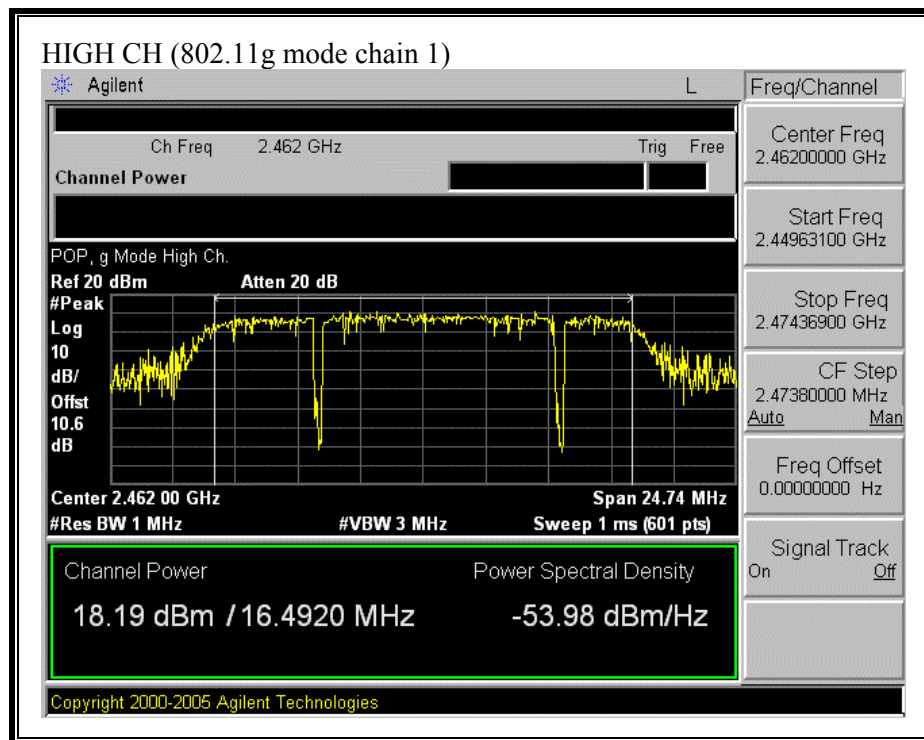 HIGH CH (802.11g mode chain 1)
Agilent L Freq/Channel
Ch Freq 2.462 GHz Trig Free
Channel Power
Center Freq
2.46200000 GHz
Start Freq
2.44963100 GHz
Stop Freq
2.47436900 GHz
CF Step
2.47380000 MHz
Auto Man
Freq Offset
0.00000000 Hz
Signal Track
On Off
POP, g Mode High Ch.
Ref 20 dBm Atten 20 dB
#Peak
Log
10
dB/
Offst
10.6
dB
Center 2.462 00 GHz Span 24.74 MHz
#Res BW 1 MHz #VBW 3 MHz Sweep 1 ms (601 pts)
Channel Power Power Spectral Density
18.19 dBm / 16.4920 MHz -53.98 dBm/Hz
Copyright 2000-2005 Agilent Technologies